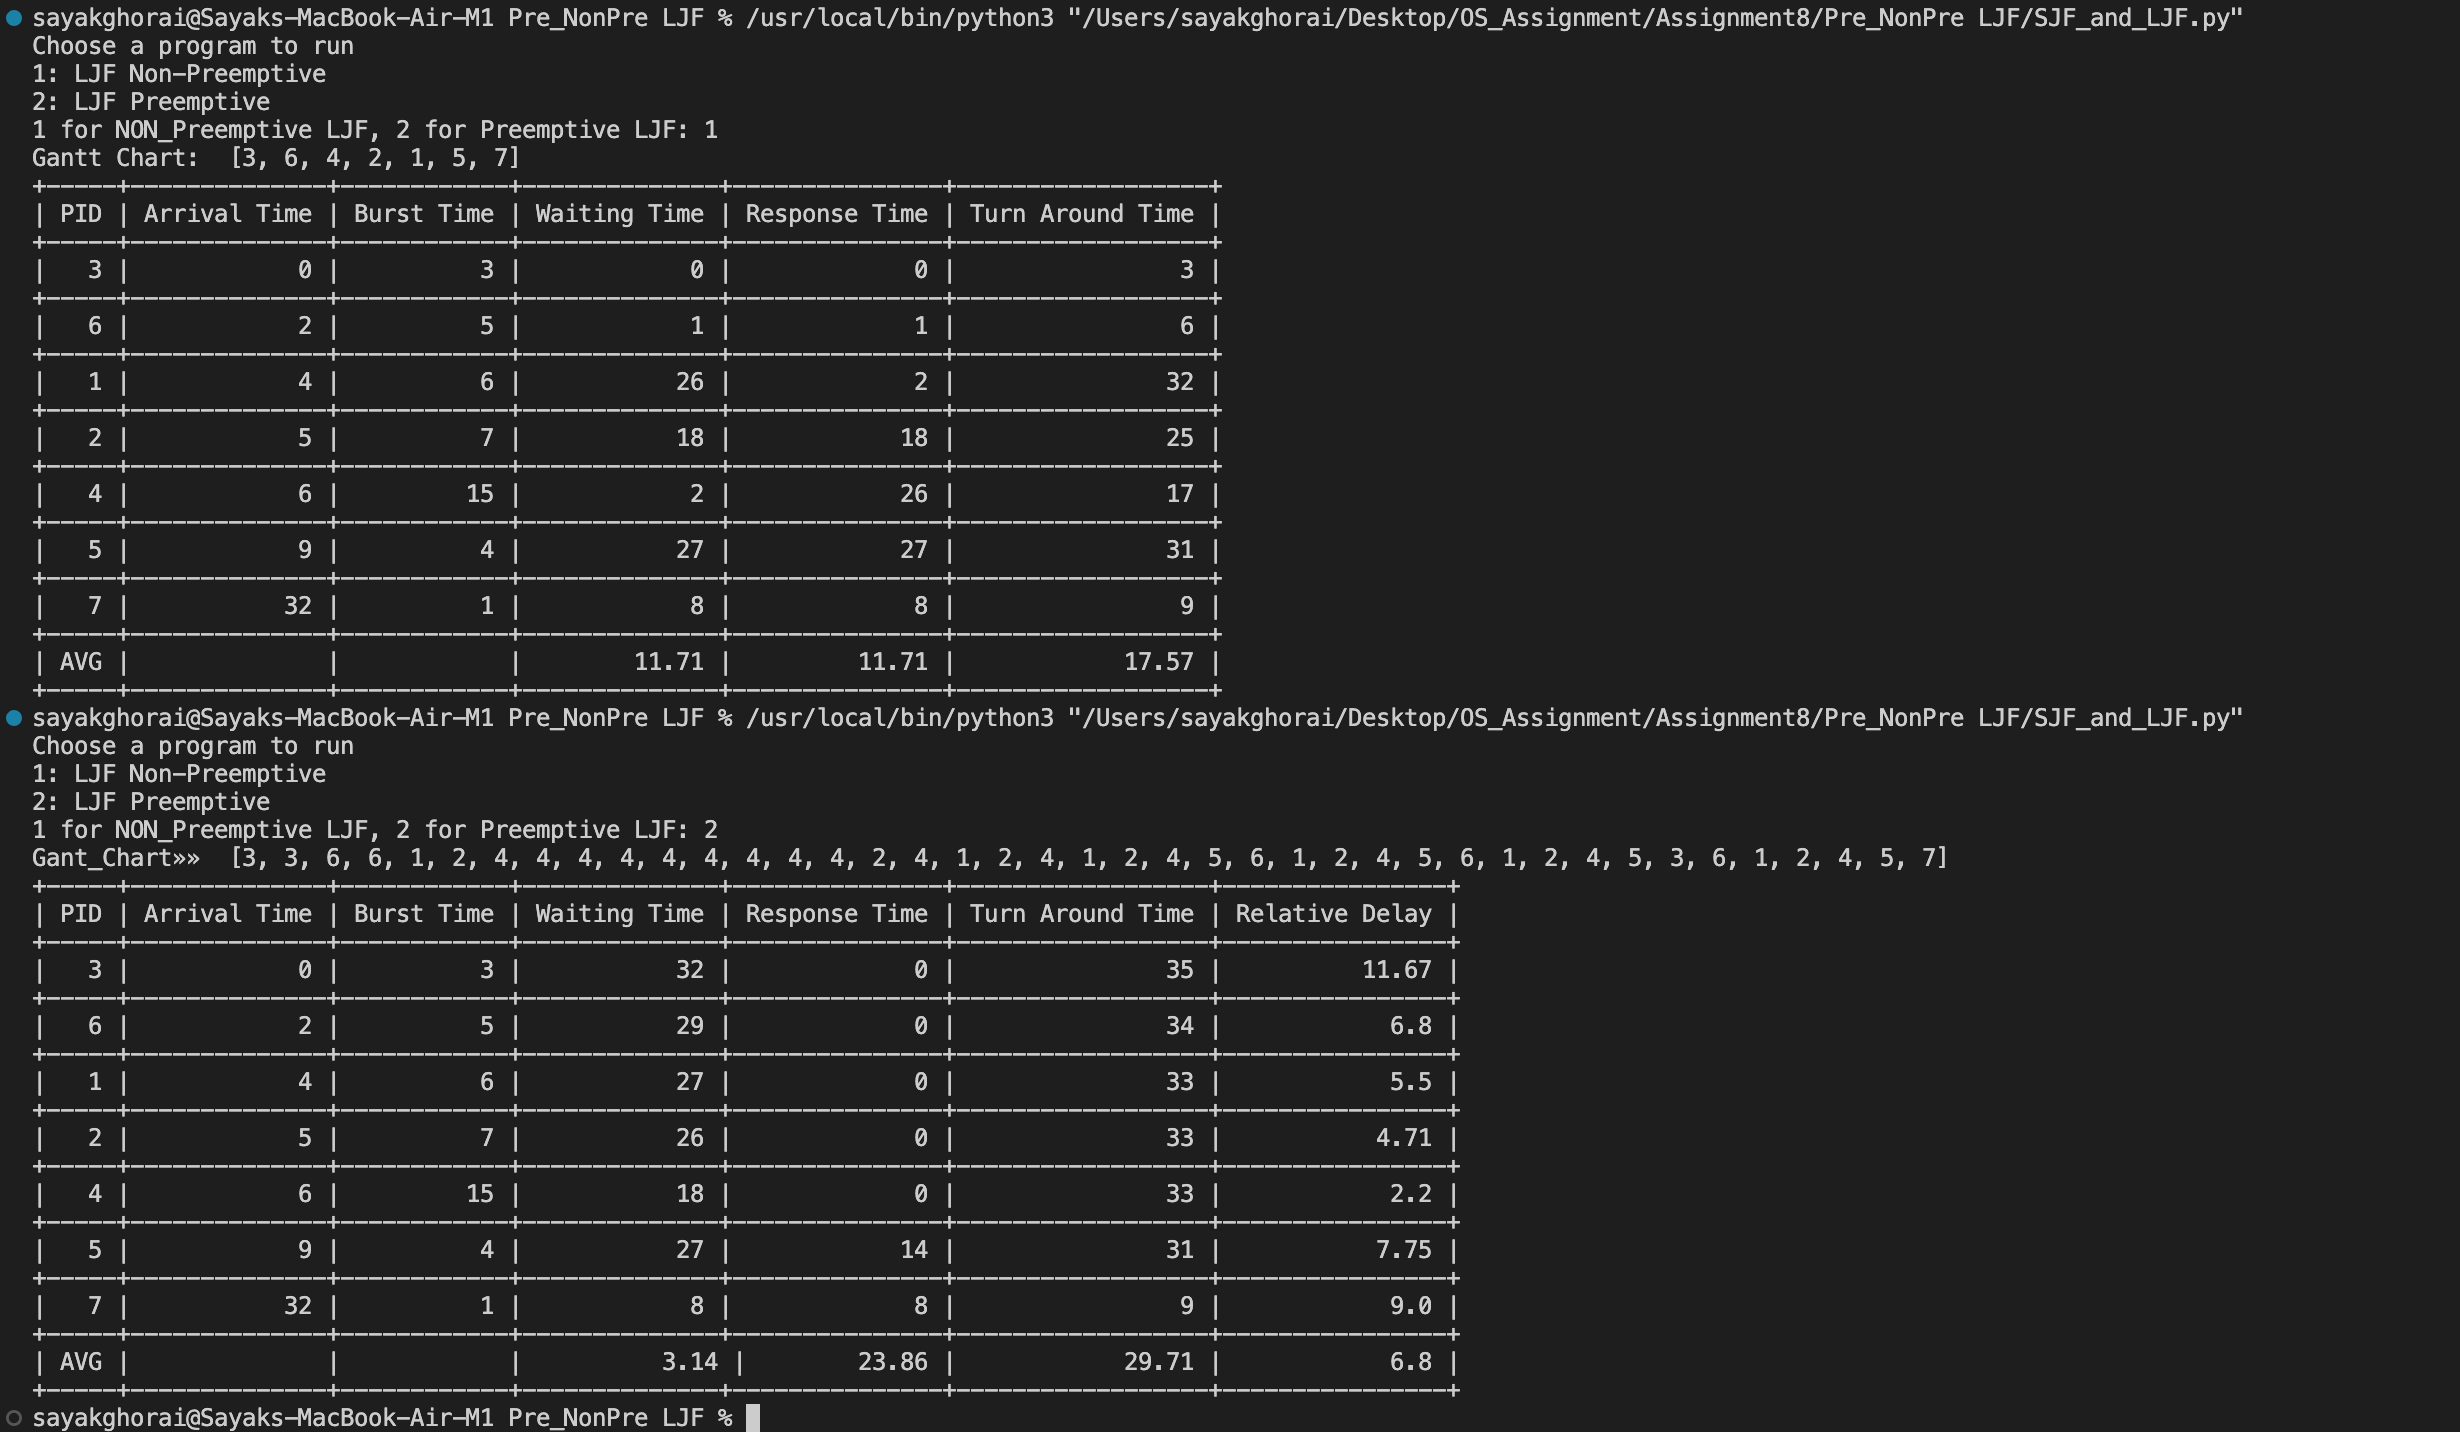 sayakghorai@Sayaks-MacBook-Air-M1 Pre_NonPre LJF % /usr/local/bin/python3 "/Users/sayakghorai/Desktop/OS_Assignment/Assignment8/Pre_NonPre LJF/SJF_and_LJF.py"
Choose a program to run
1: LJF Non-Preemptive
2: LJF Preemptive
1 for NON_Preemptive LJF, 2 for Preemptive LJF: 1
Gantt Chart:  [3, 6, 4, 2, 1, 5, 7]
| PID | Arrival Time | Burst Time | Waiting Time | Response Time | Turn Around Time |
| 3 | 0 | 3 | 0 | 0 | 3 |
| 6 | 2 | 5 | 1 | 1 | 6 |
| 1 | 4 | 6 | 26 | 2 | 32 |
| 2 | 5 | 7 | 18 | 18 | 25 |
| 4 | 6 | 15 | 2 | 26 | 17 |
| 5 | 9 | 4 | 27 | 27 | 31 |
| 7 | 32 | 1 | 8 | 8 | 9 |
| AVG | | | 11.71 | 11.71 | 17.57 |
sayakghorai@Sayaks-MacBook-Air-M1 Pre_NonPre LJF % /usr/local/bin/python3 "/Users/sayakghorai/Desktop/OS_Assignment/Assignment8/Pre_NonPre LJF/SJF_and_LJF.py"
Choose a program to run
1: LJF Non-Preemptive
2: LJF Preemptive
1 for NON_Preemptive LJF, 2 for Preemptive LJF: 2
Gant_Chart»»  [3, 3, 6, 6, 1, 2, 4, 4, 4, 4, 4, 4, 4, 4, 4, 2, 4, 1, 2, 4, 1, 2, 4, 5, 6, 1, 2, 4, 5, 6, 1, 2, 4, 5, 3, 6, 1, 2, 4, 5, 7]
| PID | Arrival Time | Burst Time | Waiting Time | Response Time | Turn Around Time | Relative Delay |
| 3 | 0 | 3 | 32 | 0 | 35 | 11.67 |
| 6 | 2 | 5 | 29 | 0 | 34 | 6.8 |
| 1 | 4 | 6 | 27 | 0 | 33 | 5.5 |
| 2 | 5 | 7 | 26 | 0 | 33 | 4.71 |
| 4 | 6 | 15 | 18 | 0 | 33 | 2.2 |
| 5 | 9 | 4 | 27 | 14 | 31 | 7.75 |
| 7 | 32 | 1 | 8 | 8 | 9 | 9.0 |
| AVG | | | 3.14 | 23.86 | 29.71 | 6.8 |
sayakghorai@Sayaks-MacBook-Air-M1 Pre_NonPre LJF %